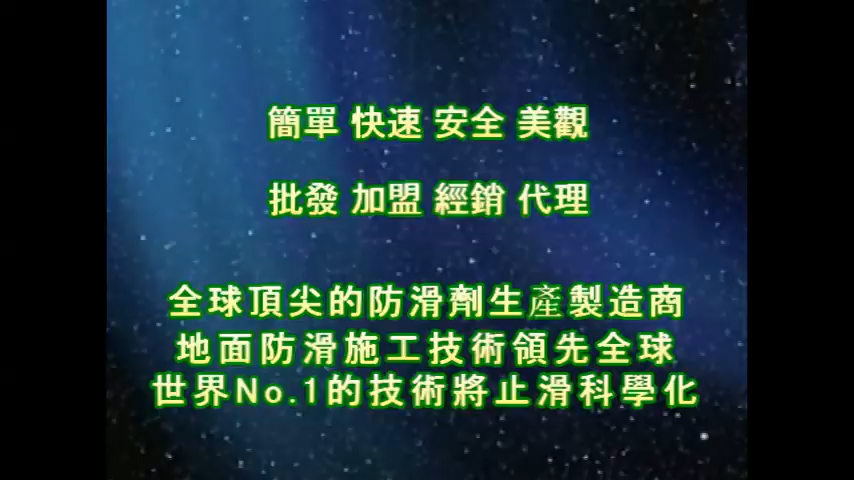 簡單 快速 安全 美觀
批發 加盟 經銷 代理
全球頂尖的防滑劑生產製造商
地面防滑施工技術領先全球
世界No.1的技術將止滑科學化